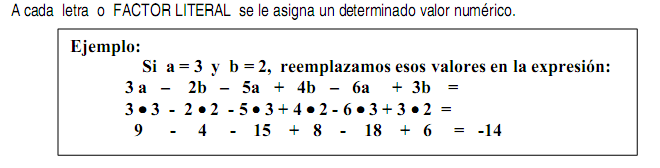 A cada letra o FACTOR LITERAL se le asigna un determinado valor numérico.
Ejemplo:
Si a = 3 y b = 2, reemplazamos esos valores en la expresión:
3 a – 2b – 5a + 4b – 6a + 3b =
3 • 3 - 2 • 2 - 5 • 3 + 4 • 2 - 6 • 3 + 3 • 2 =
9 - 4 - 15 + 8 - 18 + 6 = -14